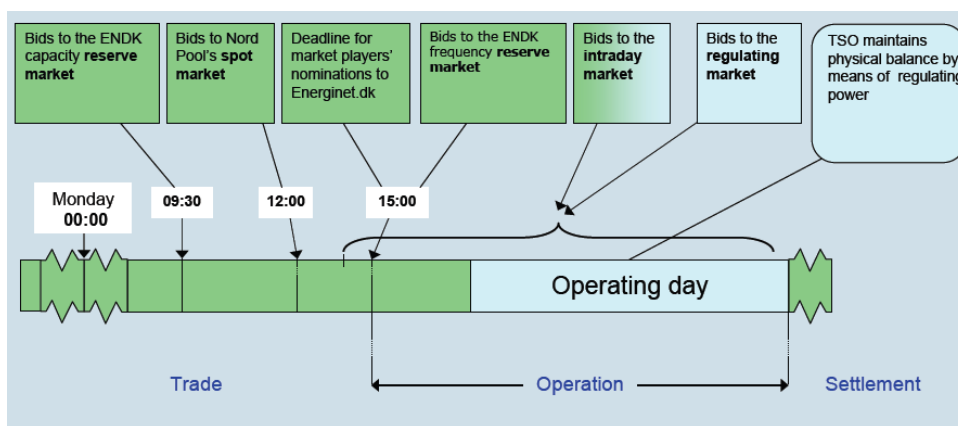 Bids to the ENDK
capacity reserve
market
Bids to Nord
Pool's spot
market
Deadline for
market players'
nominations to
Energinet.dk
Bids to the ENDK
frequency reserve
market
Bids to the
intraday
market
Bids to the
regulating
market
TSO maintains
physical balance by
means of regulating
power
Monday
00:00
09:30
12:00
15:00
Operating day
Trade
Operation
Settlement